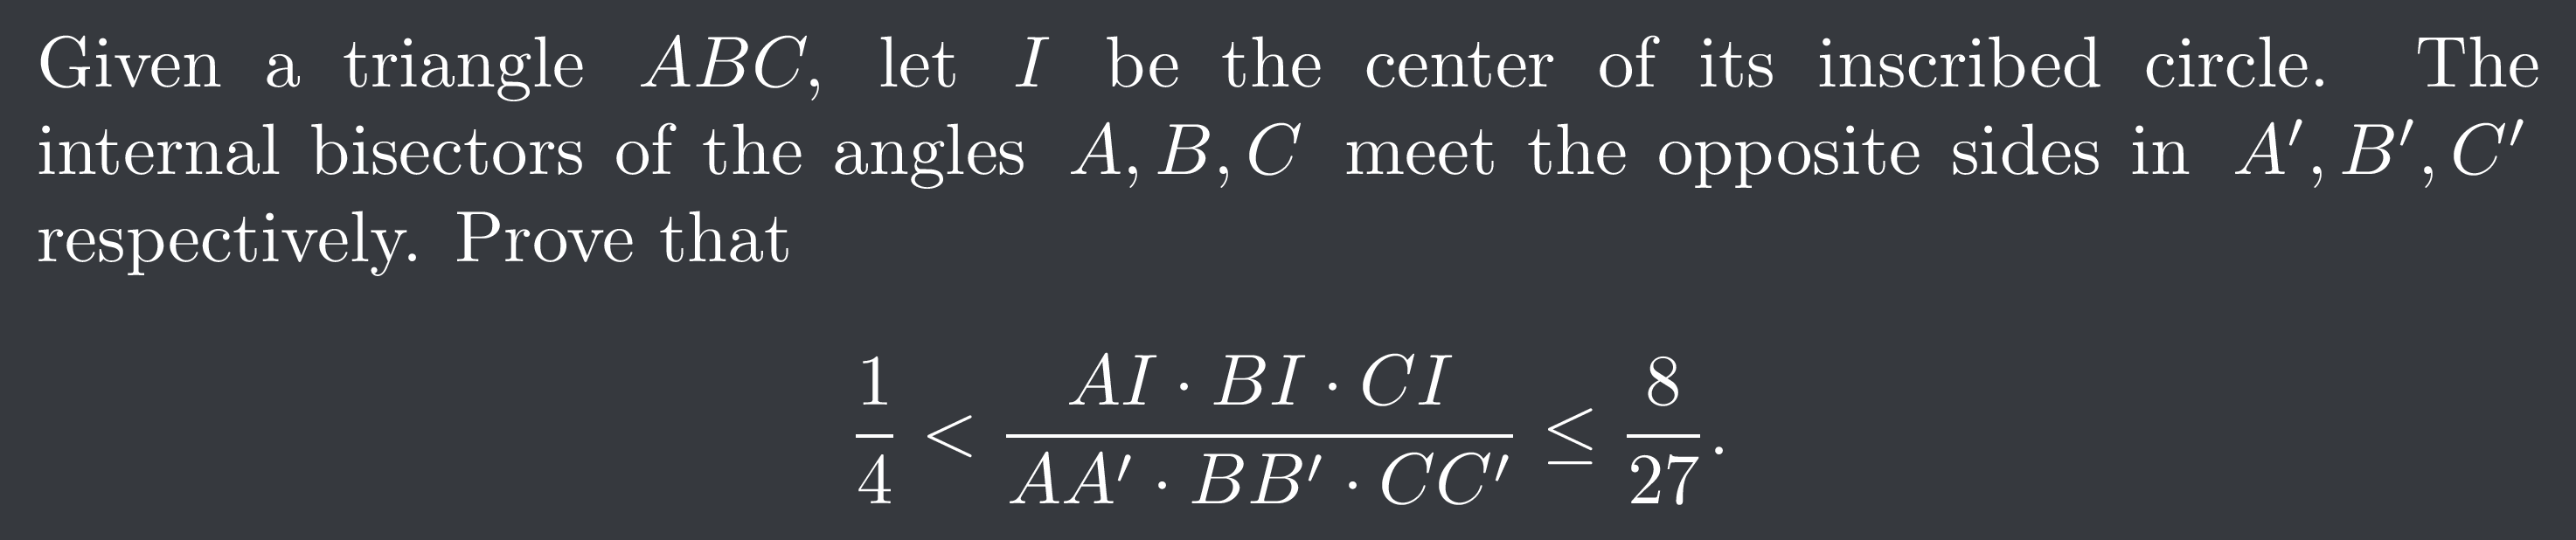 Given a triangle ABC, let I be the center of its inscribed circle. The
internal bisectors of the angles A, B, C meet the opposite sides in A′, B′, C′
respectively. Prove that
1/4 < (AI · BI · CI)/(AA′ · BB′ · CC′) ≤ 8/27.